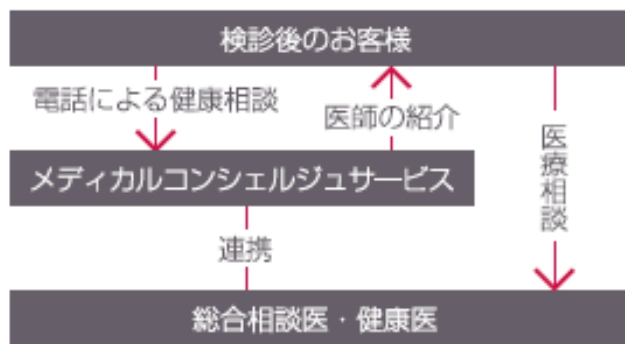 検診後のお客様
電話による健康相談
医師の紹介
医療相談
メディカルコンシェルジュサービス
連携
総合相談医・健康医